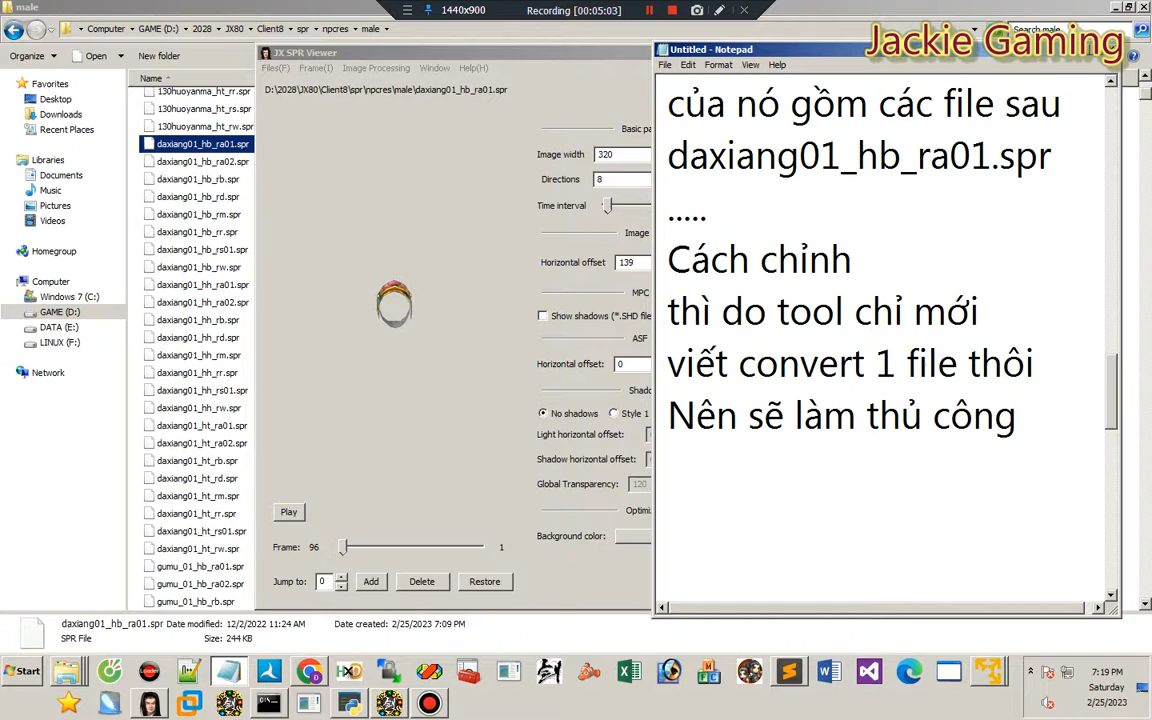 male
1440x900
Recording [00:05:03]
Jackie Gaming
Computer
GAME (D:)
2028
JX80
Client8
spr
npcres
male
Search male
Organize
Open
New folder
Favorites
Desktop
Downloads
Recent Places
Libraries
Documents
Music
Pictures
Videos
Homegroup
Computer
Windows 7 (C:)
GAME (D:)
DATA (E:)
LINUX (F:)
Network
Name
130huoyanma_ht_rr.spr
130huoyanma_ht_rs.spr
130huoyanma_ht_rw.spr
daxiang01_hb_ra01.spr
daxiang01_hb_ra02.spr
daxiang01_hb_rb.spr
daxiang01_hb_rd.spr
daxiang01_hb_rm.spr
daxiang01_hb_rr.spr
daxiang01_hb_rs01.spr
daxiang01_hb_rw.spr
daxiang01_hh_ra01.spr
daxiang01_hh_ra02.spr
daxiang01_hh_rb.spr
daxiang01_hh_rd.spr
daxiang01_hh_rm.spr
daxiang01_hh_rr.spr
daxiang01_hh_rs01.spr
daxiang01_hh_rw.spr
daxiang01_ht_ra01.spr
daxiang01_ht_ra02.spr
daxiang01_ht_rb.spr
daxiang01_ht_rd.spr
daxiang01_ht_rm.spr
daxiang01_ht_rr.spr
daxiang01_ht_rs01.spr
daxiang01_ht_rw.spr
gumu_01_hb_ra01.spr
gumu_01_hb_ra02.spr
gumu_01_hb_rb.spr
JX SPR Viewer
Files(F) Frame(I) Image Processing Window Help(H)
D:\2028\JX80\Client8\spr\npcres\male\daxiang01_hb_ra01.spr
Basic pa
Image width 320
Directions 8
Time interval
Image
Horizontal offset 139
MPC
Show shadows (*.SHD file
ASF
Horizontal offset: 0
Shado
No shadows Style 1
Light horizontal offset:
Shadow horizontal offset:
Global Transparency: 120
Optimiz
Background color:
Play
Frame: 96 1
Jump to: 0 Add Delete Restore
Untitled - Notepad
File Edit Format View Help
của nó gồm các file sau
daxiang01_hb_ra01.spr
.....
Cách chỉnh
thì do tool chỉ mới
viết convert 1 file thôi
Nên sẽ làm thủ công
daxiang01_hb_ra01.spr Date modified: 12/2/2022 11:24 AM Date created: 2/25/2023 7:09 PM
SPR File Size: 244 KB
Start
7:19 PM
Saturday
2/25/2023